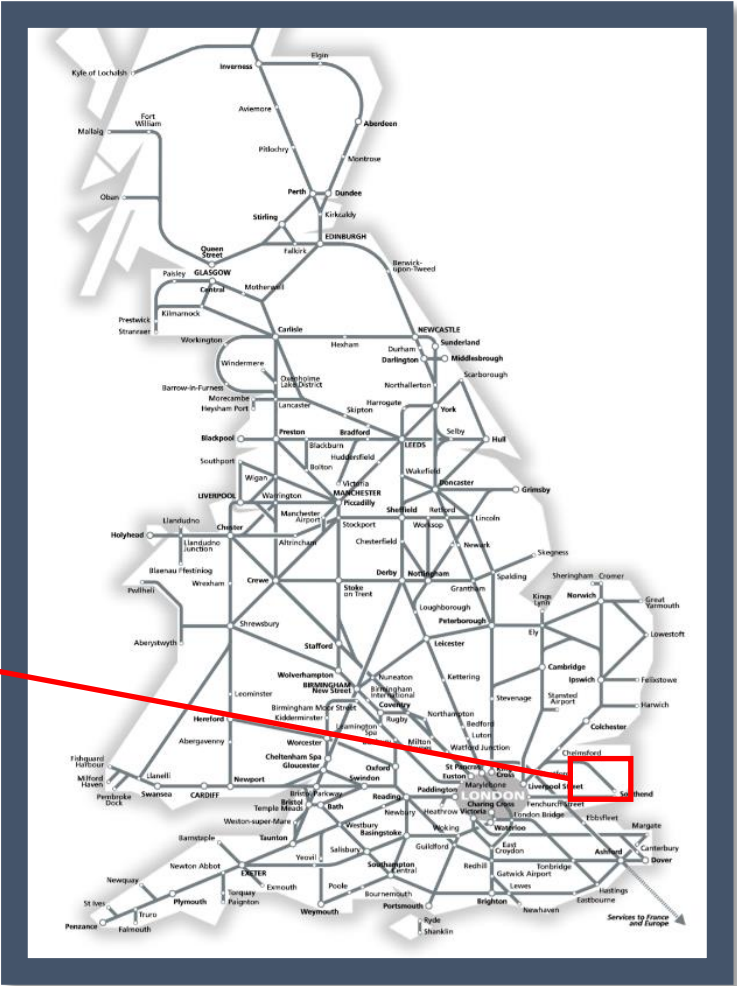 Elgin
Inverness
Kyle of Lochalsh
Aviemore
Fort
William
Mallaig
Aberdeen
Pitlochry
Montrose
Oban
Perth
Dundee
Stirling
Kirkcaldy
EDINBURGH
Queen
Street
Falkirk
Berwick-
upon-Tweed
Paisley
GLASGOW
Central
Motherwell
Prestwick
Kilmarnock
Stranraer
Carlisle
NEWCASTLE
Workington
Hexham
Sunderland
Durham
Darlington
Middlesbrough
Windermere
Oxenholme
Lake District
Northallerton
Scarborough
Barrow-in-Furness
Morecambe
Heysham Port
Lancaster
Harrogate
Skipton
York
Blackpool
Preston
Bradford
Selby
Hull
Blackburn
LEEDS
Southport
Bolton
Huddersfield
Wigan
Wakefield
Victoria
MANCHESTER
Piccadilly
Doncaster
Grimsby
LIVERPOOL
Warrington
Manchester
Airport
Sheffield
Retford
Llandudno
Chester
Stockport
Worksop
Lincoln
Holyhead
Llandudno
Junction
Altrincham
Chesterfield
Newark
Skegness
Blaenau Ffestiniog
Wrexham
Crewe
Stoke
on Trent
Derby
Nottingham
Grantham
Spalding
Sheringham
Cromer
Pwllheli
Kings
Lynn
Norwich
Great
Yarmouth
Loughborough
Shrewsbury
Peterborough
Ely
Lowestoft
Aberystwyth
Stafford
Leicester
Wolverhampton
Nuneaton
Kettering
Cambridge
BIRMINGHAM
New Street
Birmingham
International
Ipswich
Felixstowe
Leominster
Stevenage
Stansted
Airport
Birmingham Moor Street
Coventry
Harwich
Hereford
Kidderminster
Rugby
Northampton
Leamington
Spa
Bedford
Colchester
Abergavenny
Worcester
Milton
Luton
Watford Junction
Chelmsford
Fishguard
Harbour
Cheltenham Spa
Gloucester
Oxford
St Pancras
Cross
Euston
Milford
Haven
Llanelli
Newport
Swindon
Marylebone
Liverpool Street
Southend
Pembroke
Dock
Swansea
CARDIFF
Bristol Parkway
Reading
Paddington
LONDON
Fenchurch Street
Bristol
Temple Meads
Bath
Newbury
Heathrow
Victoria
Charing Cross
London Bridge
Ebbsfleet
Weston-super-Mare
Westbury
Basingstoke
Woking
Waterloo
Margate
Barnstaple
Taunton
Salisbury
Guildford
East
Croydon
Canterbury
Ashford
Dover
Yeovil
Newton Abbot
EXETER
Southampton
Central
Redhill
Tonbridge
Gatwick Airport
Newquay
Exmouth
Torquay
Paignton
Poole
Bournemouth
Lewes
Hastings
Eastbourne
Plymouth
St Ives
Truro
Weymouth
Portsmouth
Brighton
Newhaven
Penzance
Falmouth
Ryde
Shanklin
Services to France
and Europe